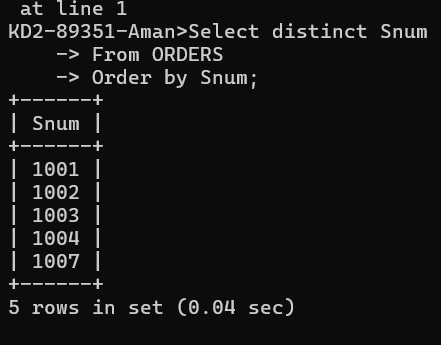 at line 1
KD2-89351-Aman>Select distinct Snum
    -> From ORDERS
    -> Order by Snum;
+------+
| Snum |
+------+
| 1001 |
| 1002 |
| 1003 |
| 1004 |
| 1007 |
+------+
5 rows in set (0.04 sec)